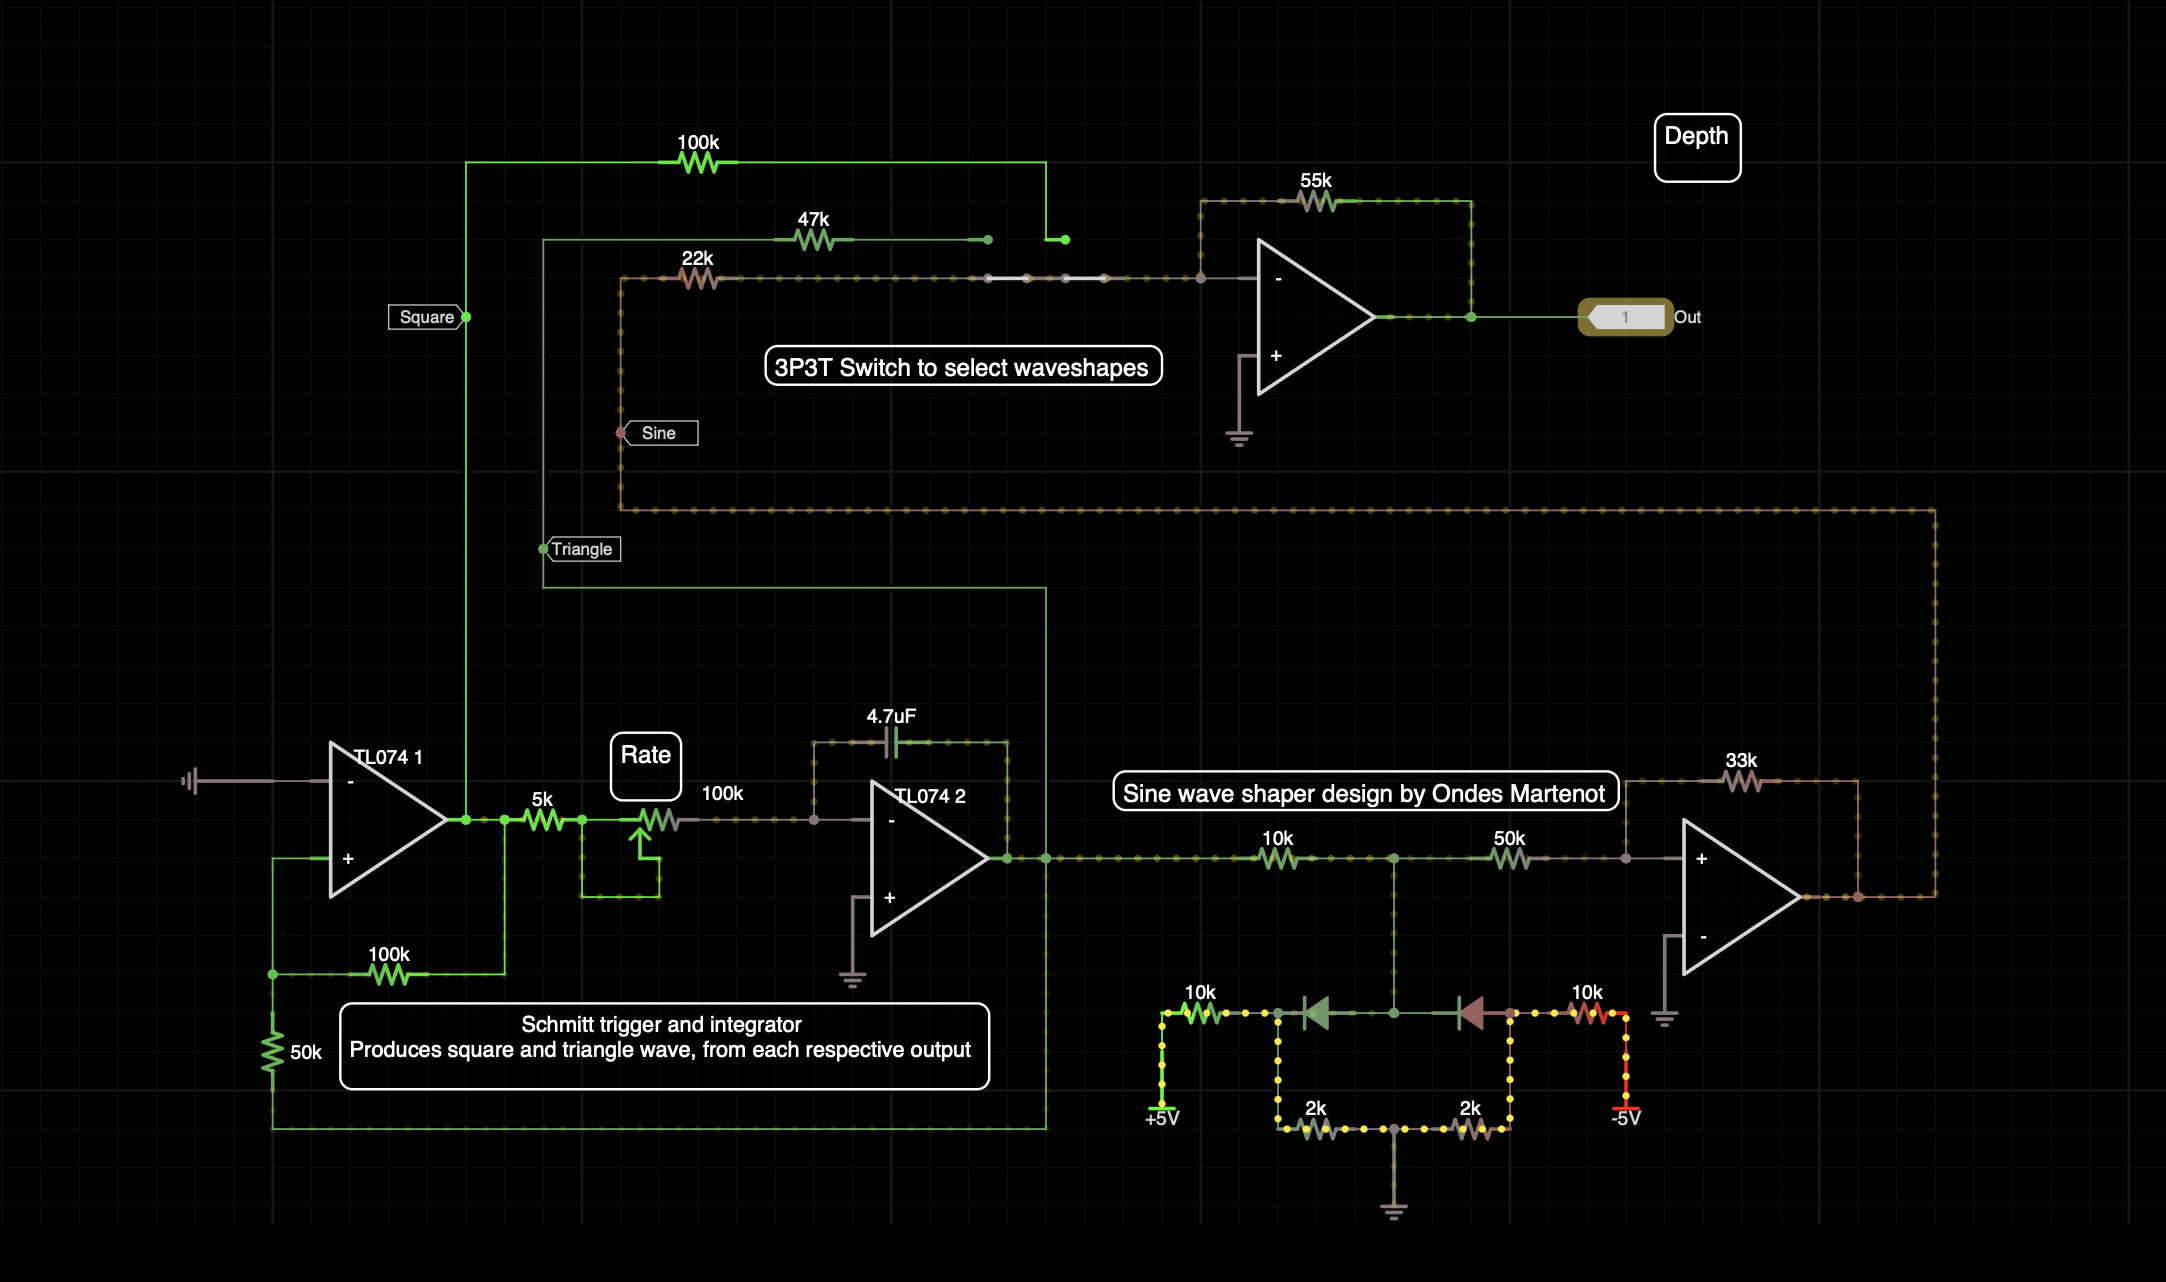 Depth
100k
55k
47k
22k
-
+
1
Out
Square
3P3T Switch to select waveshapes
Sine
Triangle
4.7uF
TL074 1
Rate
100k
5k
-
+
TL074 2
-
+
Sine wave shaper design by Ondes Martenot
33k
10k
50k
+
-
100k
10k
10k
Schmitt trigger and integrator
Produces square and triangle wave, from each respective output
50k
+5V
2k
2k
-5V